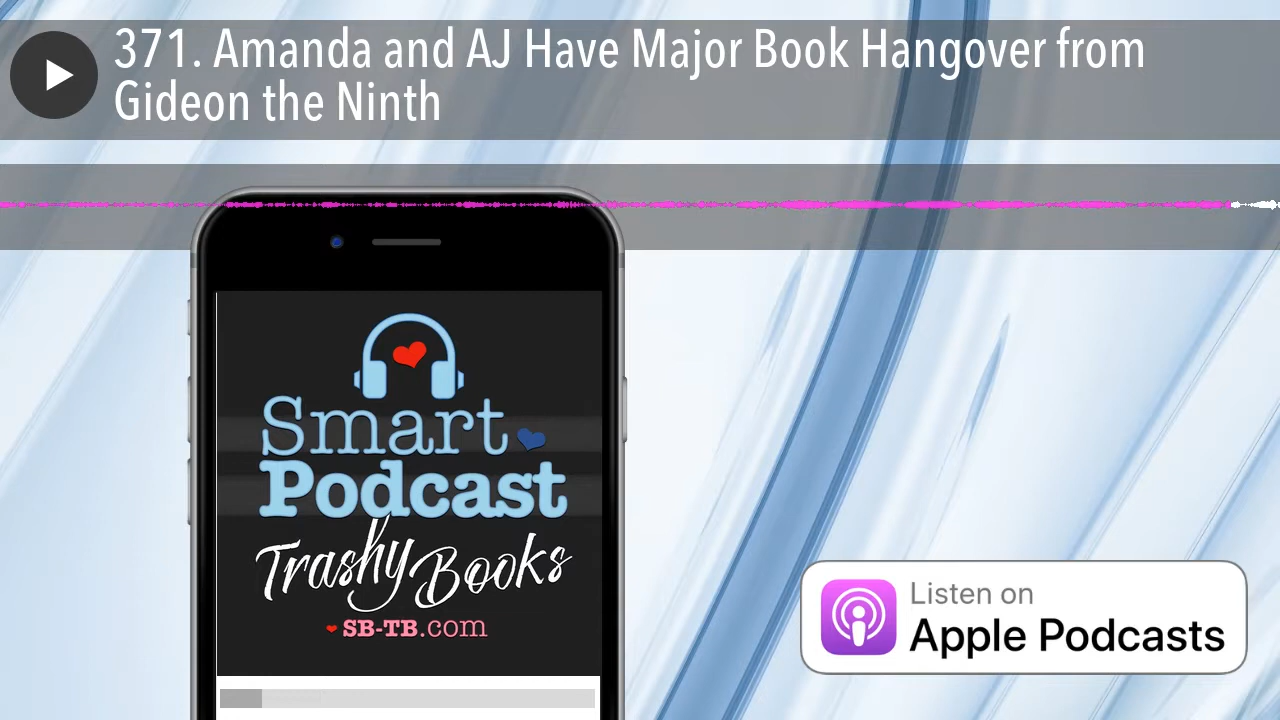 371. Amanda and AJ Have Major Book Hangover from
Gideon the Ninth
Smart
Podcast
Trashy Books
SB-TB.com
Listen on
Apple Podcasts